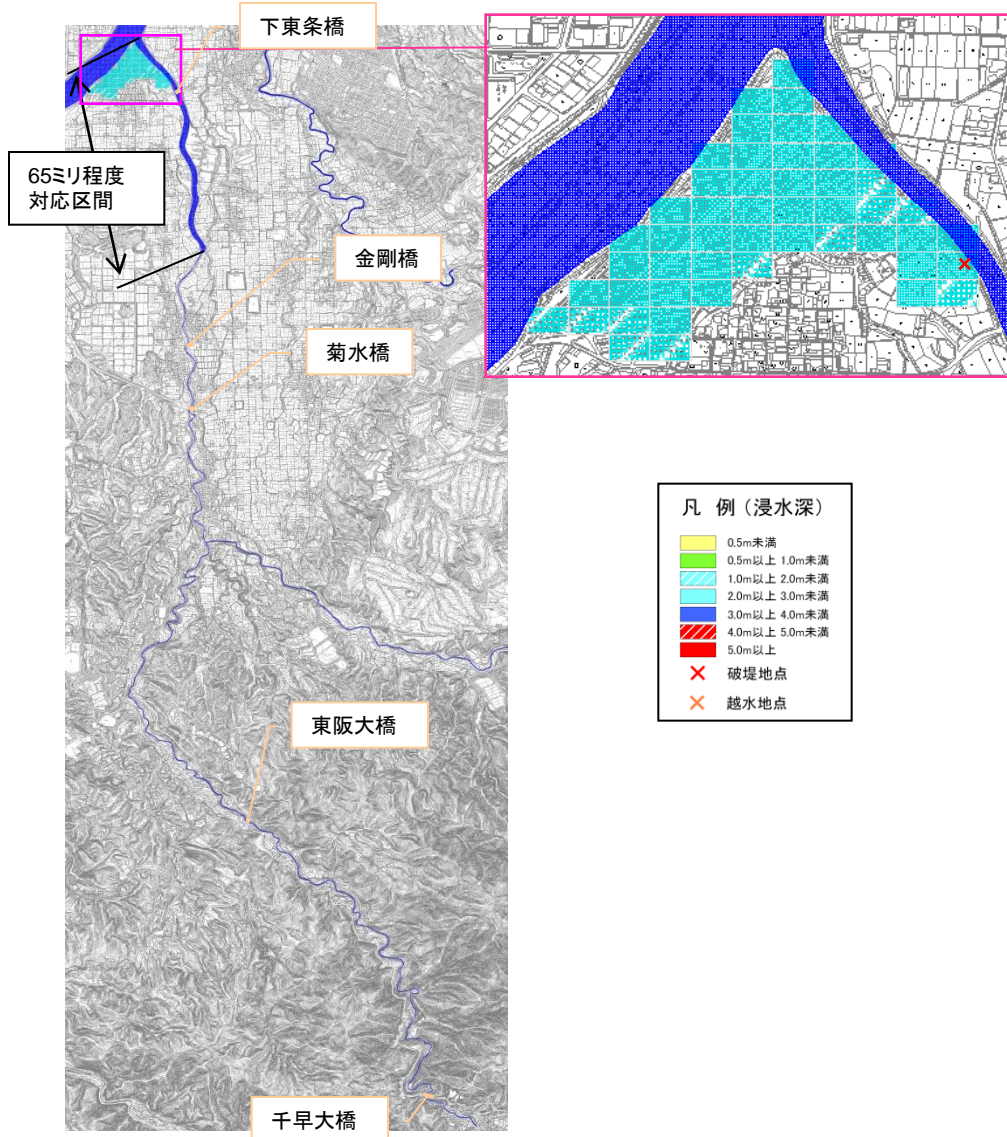 下東条橋
65ミリ程度
対応区間
金剛橋
菊水橋
東阪大橋
千早大橋
凡 例（浸水深）
0.5m未満
0.5m以上 1.0m未満
1.0m以上 2.0m未満
2.0m以上 3.0m未満
3.0m以上 4.0m未満
4.0m以上 5.0m未満
5.0m以上
破堤地点
越水地点